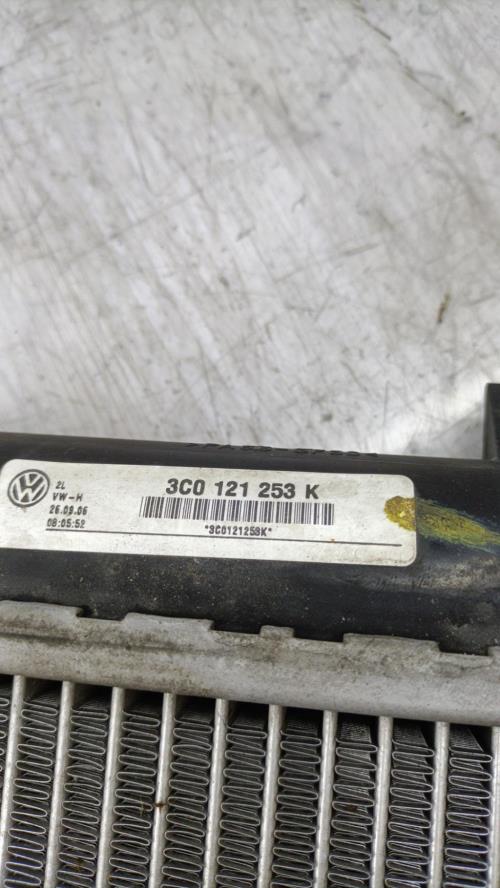 3C0 121 253 K
2L
VW-H
26.09.06
08:05:52
*3C0121253K*